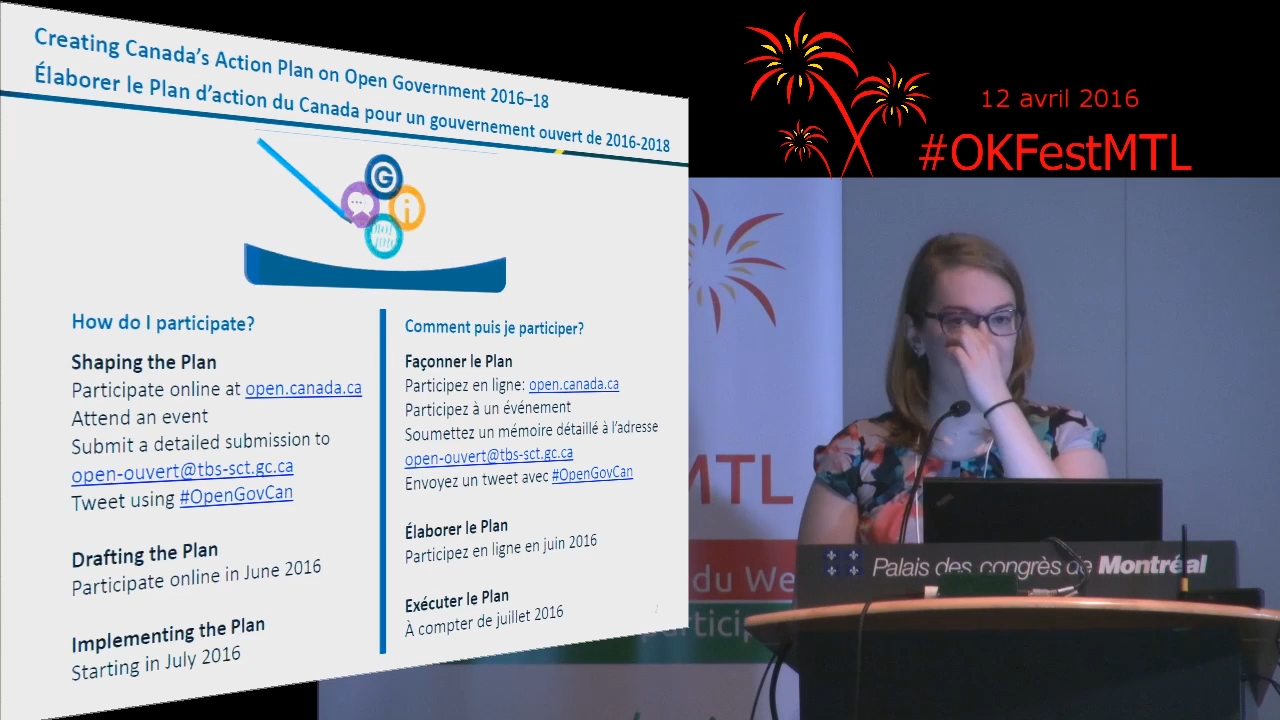 Creating Canada's Action Plan on Open Government 2016–18
Élaborer le Plan d'action du Canada pour un gouvernement ouvert de 2016-2018
G
i
How do I participate?
Shaping the Plan
Participate online at open.canada.ca
Attend an event
Submit a detailed submission to
open-ouvert@tbs-sct.gc.ca
Tweet using #OpenGovCan
Drafting the Plan
Participate online in June 2016
Implementing the Plan
Starting in July 2016
Comment puis je participer?
Façonner le Plan
Participez en ligne: open.canada.ca
Participez à un événement
Soumettez un mémoire détaillé à l'adresse
open-ouvert@tbs-sct.gc.ca
Envoyez un tweet avec #OpenGovCan
Élaborer le Plan
Participez en ligne en juin 2016
Exécuter le Plan
À compter de juillet 2016
2
12 avril 2016
#OKFestMTL
MTL
du We
particip
Palais des congrès de Montréal